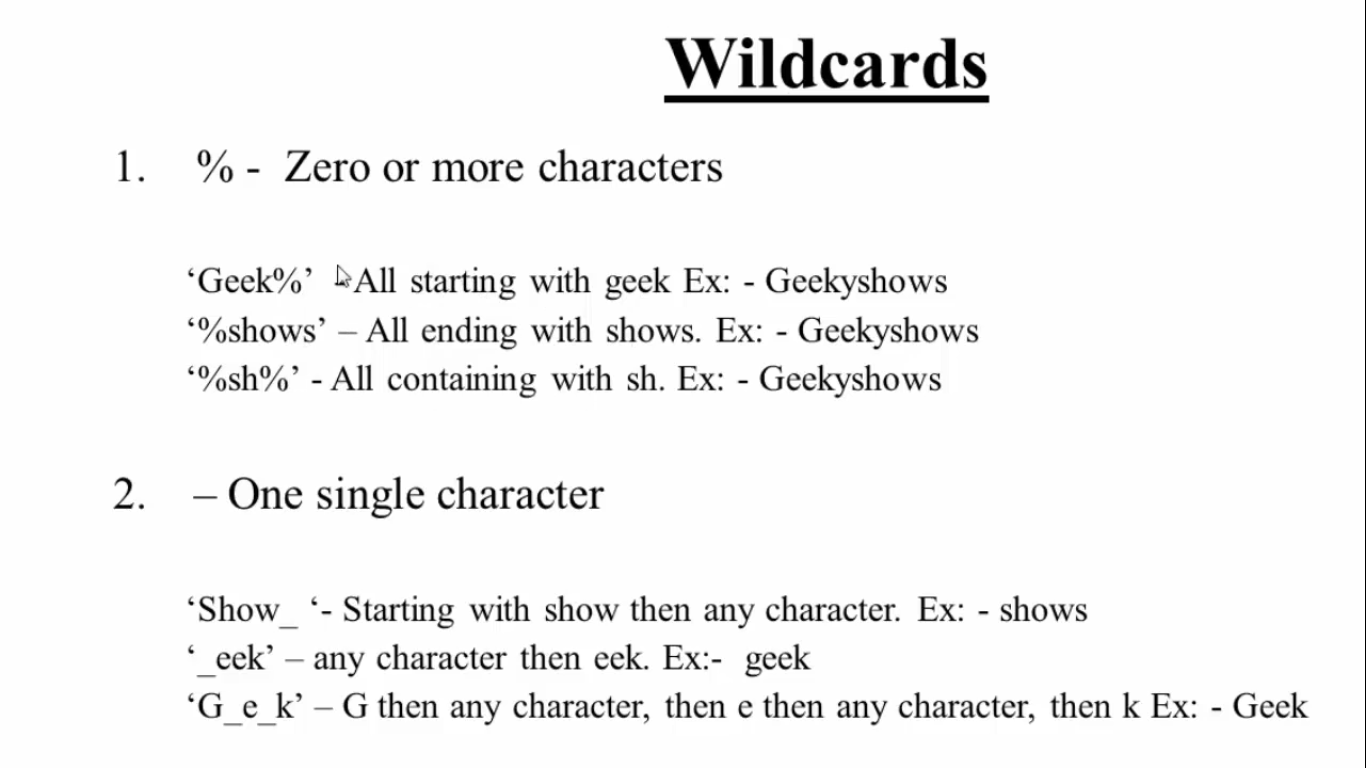 Wildcards
1. % - Zero or more characters
‘Geek%’ All starting with geek Ex: - Geekyshows
‘%shows’ – All ending with shows. Ex: - Geekyshows
‘%sh%’ - All containing with sh. Ex: - Geekyshows
2. – One single character
‘Show_ ‘- Starting with show then any character. Ex: - shows
‘_eek’ – any character then eek. Ex:- geek
‘G_e_k’ – G then any character, then e then any character, then k Ex: - Geek